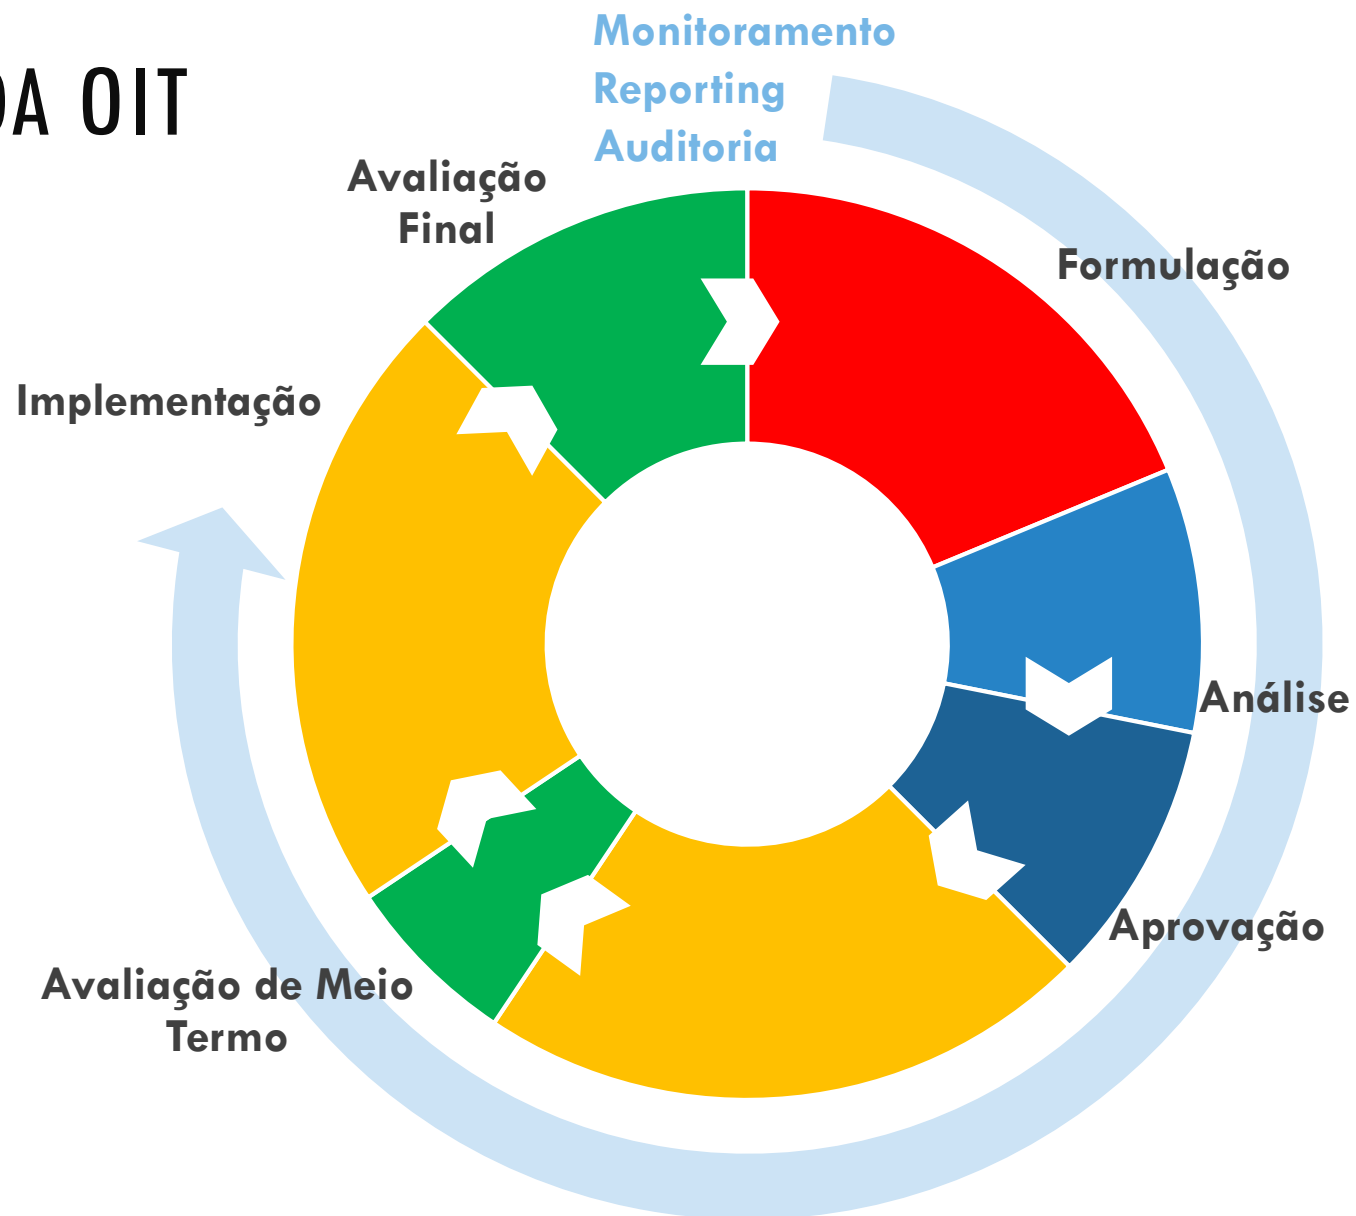 DA OIT
Monitoramento
Reporting
Auditoria
Avaliação
Final
Formulação
Implementação
Análise
Aprovação
Avaliação de Meio
Termo